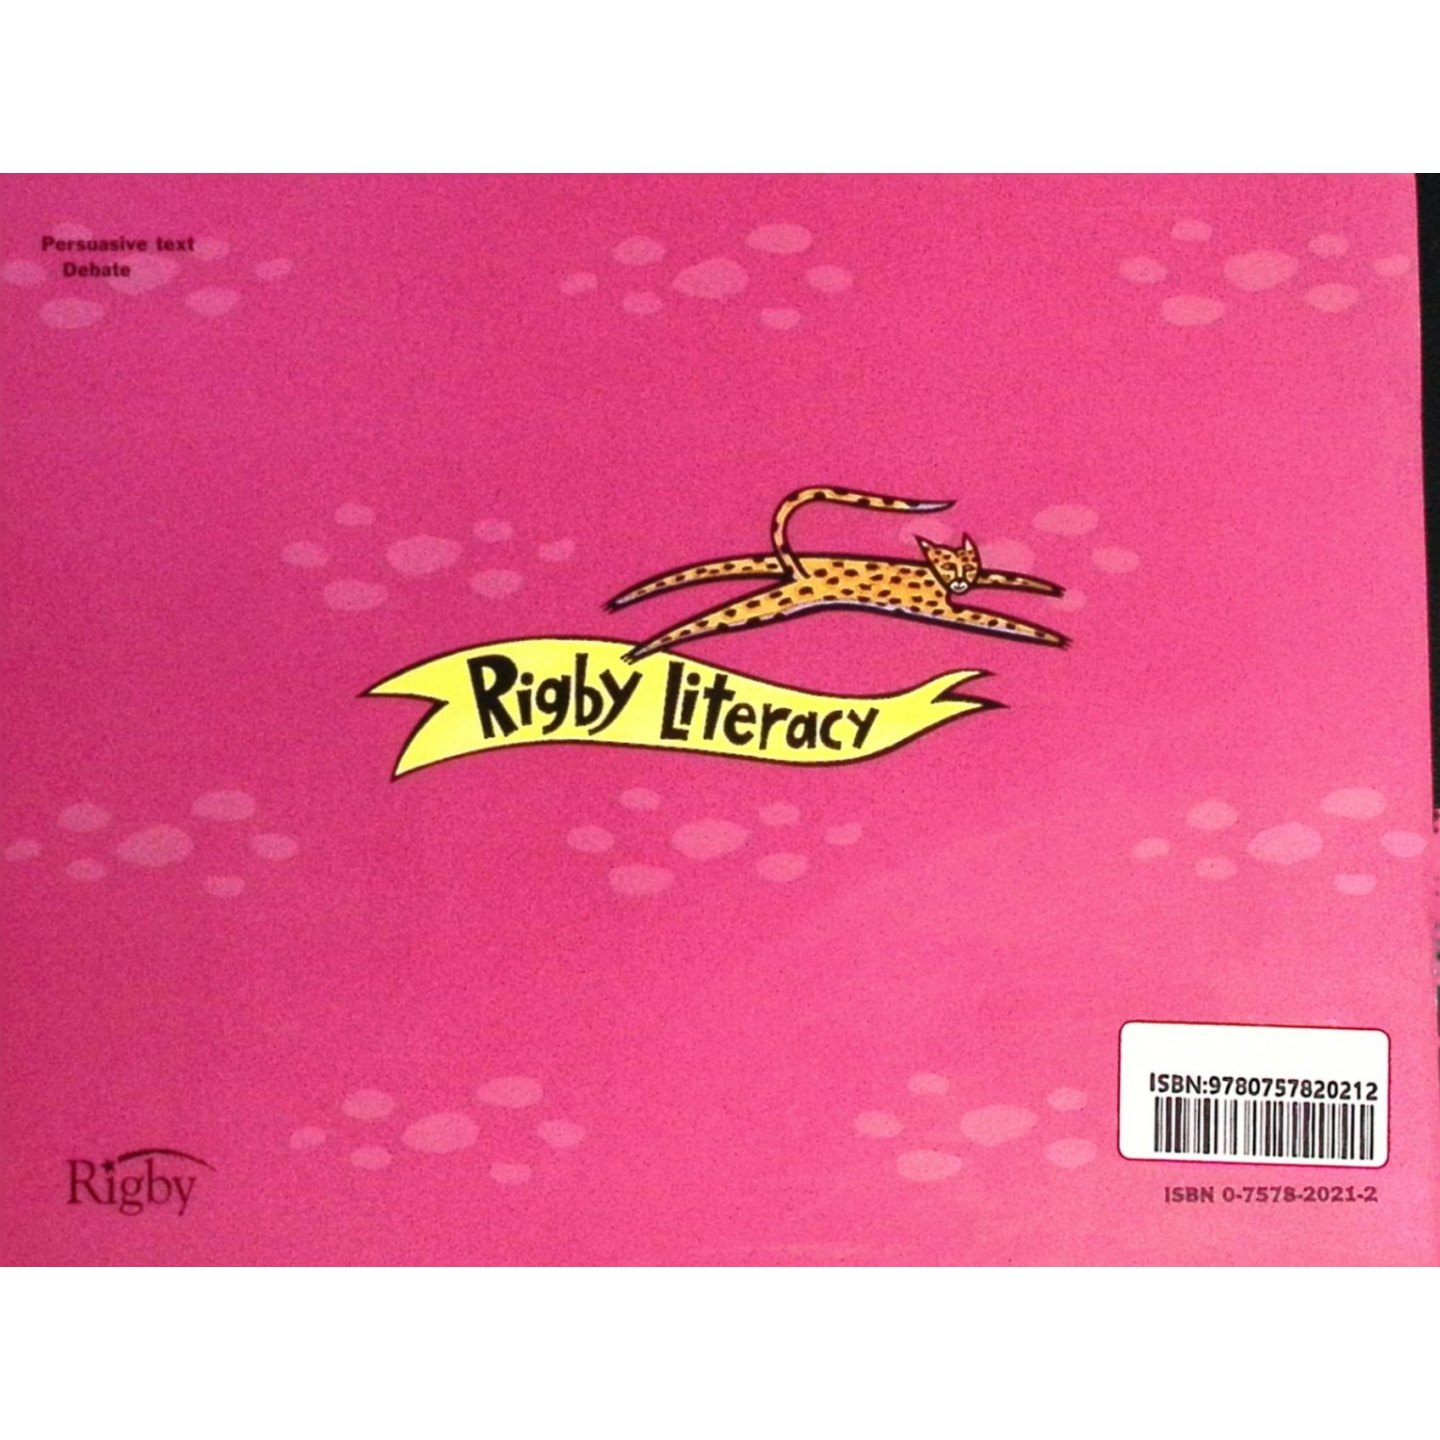 Persuasive text
Debate
Rigby Literacy
ISBN:9780757820212
Rigby
ISBN 0-7578-2021-2